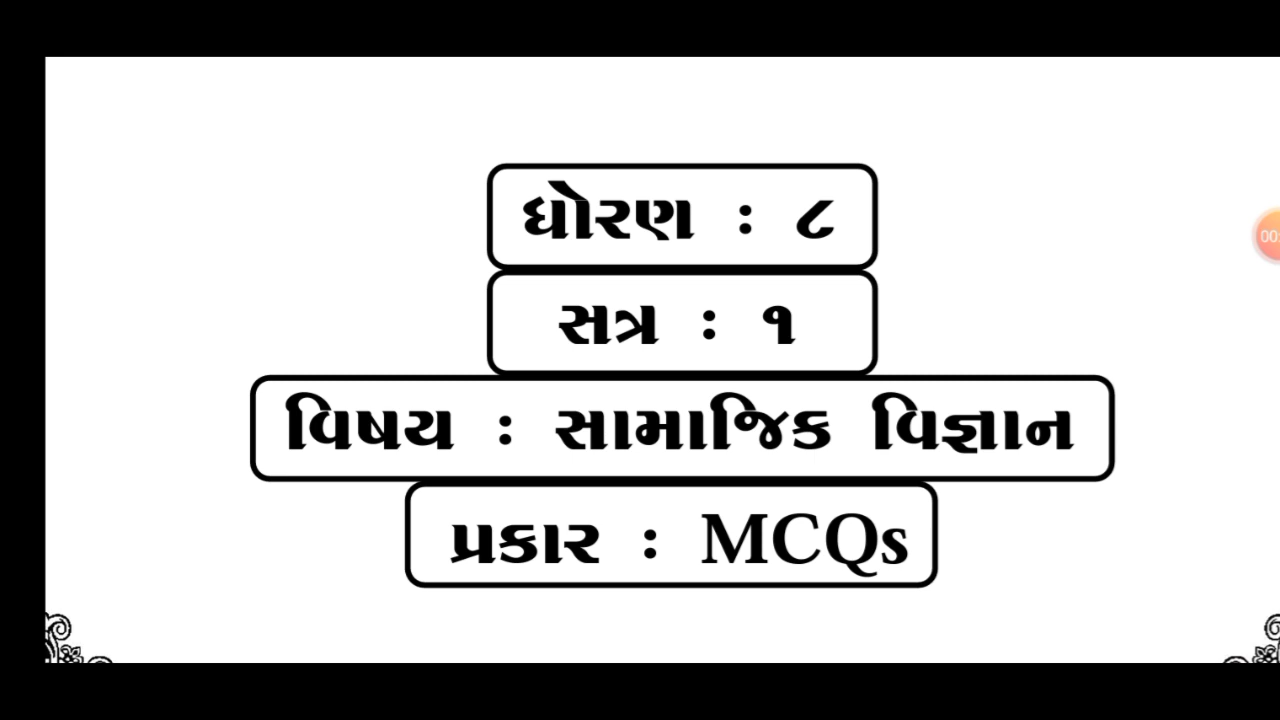 ધોરણ : ૮
સત્ર : ૧
વિષય : સામાજિક વિજ્ઞાન
પ્રકાર : MCQs